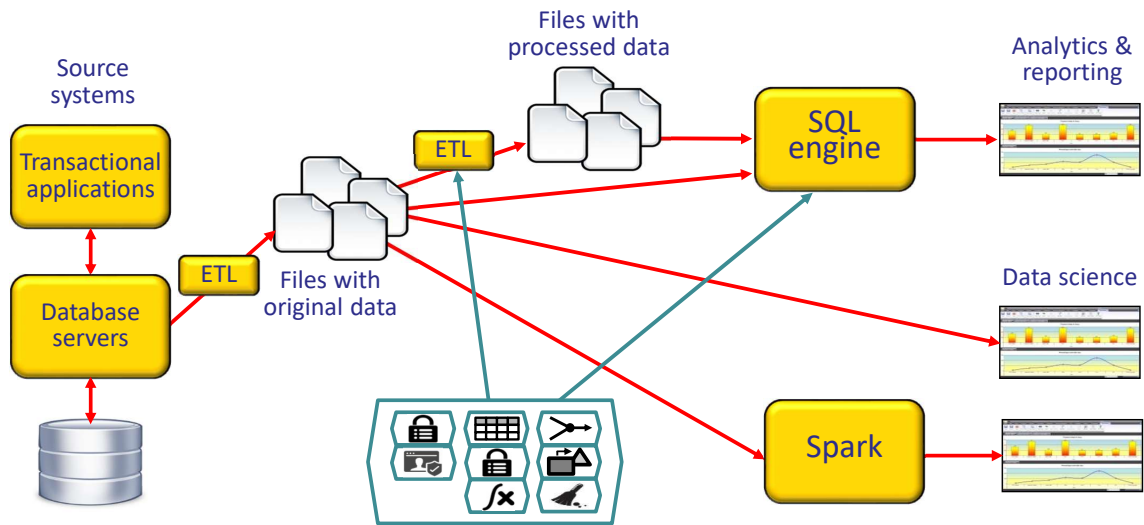 Source
systems
Transactional
applications
Database
servers
ETL
Files with
original data
ETL
Files with
processed data
SQL
engine
Spark
Analytics &
reporting
Data science